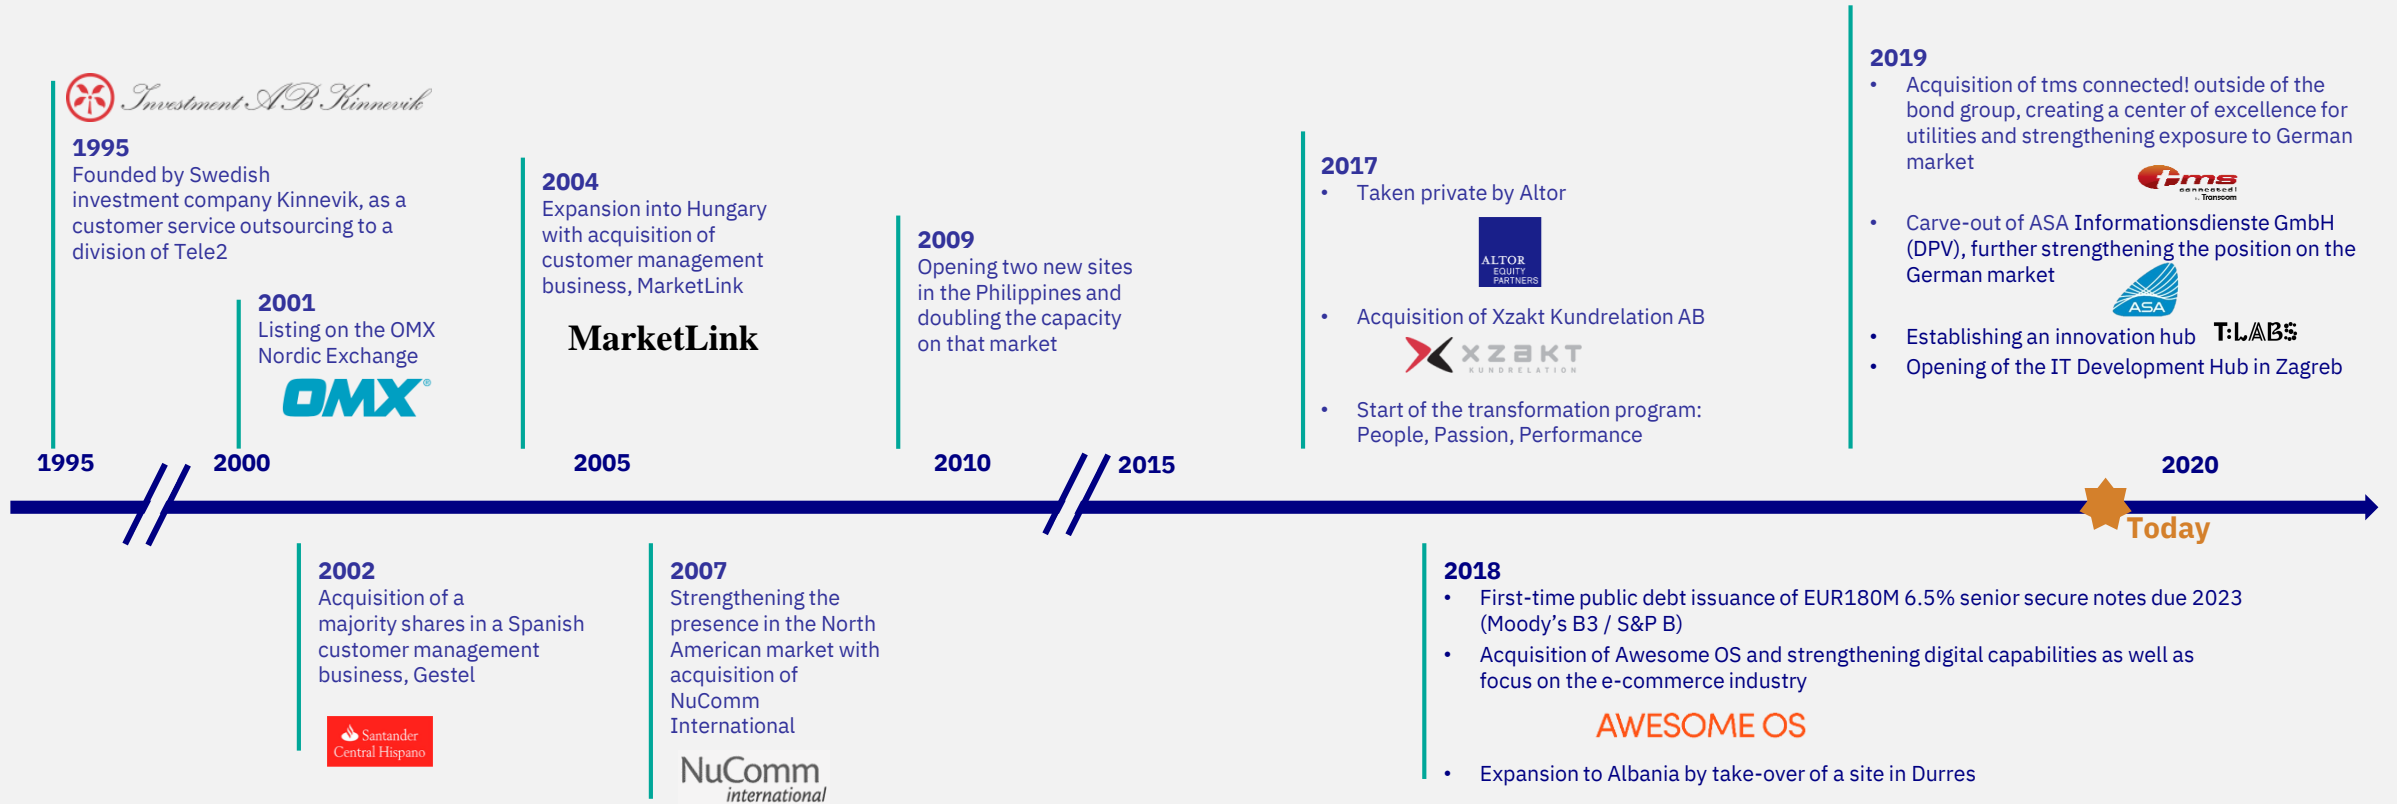 Investment AB Kinnevik
1995
Founded by Swedish
investment company Kinnevik, as a
customer service outsourcing to a
division of Tele2
2001
Listing on the OMX
Nordic Exchange
OMX®
2004
Expansion into Hungary
with acquisition of
customer management
business, MarketLink
MarketLink
2009
Opening two new sites
in the Philippines and
doubling the capacity
on that market
2017
• Taken private by Altor
ALTOR
EQUITY
PARTNERS
• Acquisition of Xzakt Kundrelation AB
XZAKT
KUNDRELATION
• Start of the transformation program:
People, Passion, Performance
2019
• Acquisition of tms connected! outside of the
bond group, creating a center of excellence for
utilities and strengthening exposure to German
market
tms
connected!
by Transcom
• Carve-out of ASA Informationsdienste GmbH
(DPV), further strengthening the position on the
German market
ASA
• Establishing an innovation hub T:LABS
• Opening of the IT Development Hub in Zagreb
1995 2000 2005 2010 2015 2020
Today
2002
Acquisition of a
majority shares in a Spanish
customer management
business, Gestel
Santander
Central Hispano
2007
Strengthening the
presence in the North
American market with
acquisition of
NuComm
International
NuComm
international
2018
• First-time public debt issuance of EUR180M 6.5% senior secure notes due 2023
(Moody's B3 / S&P B)
• Acquisition of Awesome OS and strengthening digital capabilities as well as
focus on the e-commerce industry
AWESOME OS
• Expansion to Albania by take-over of a site in Durres